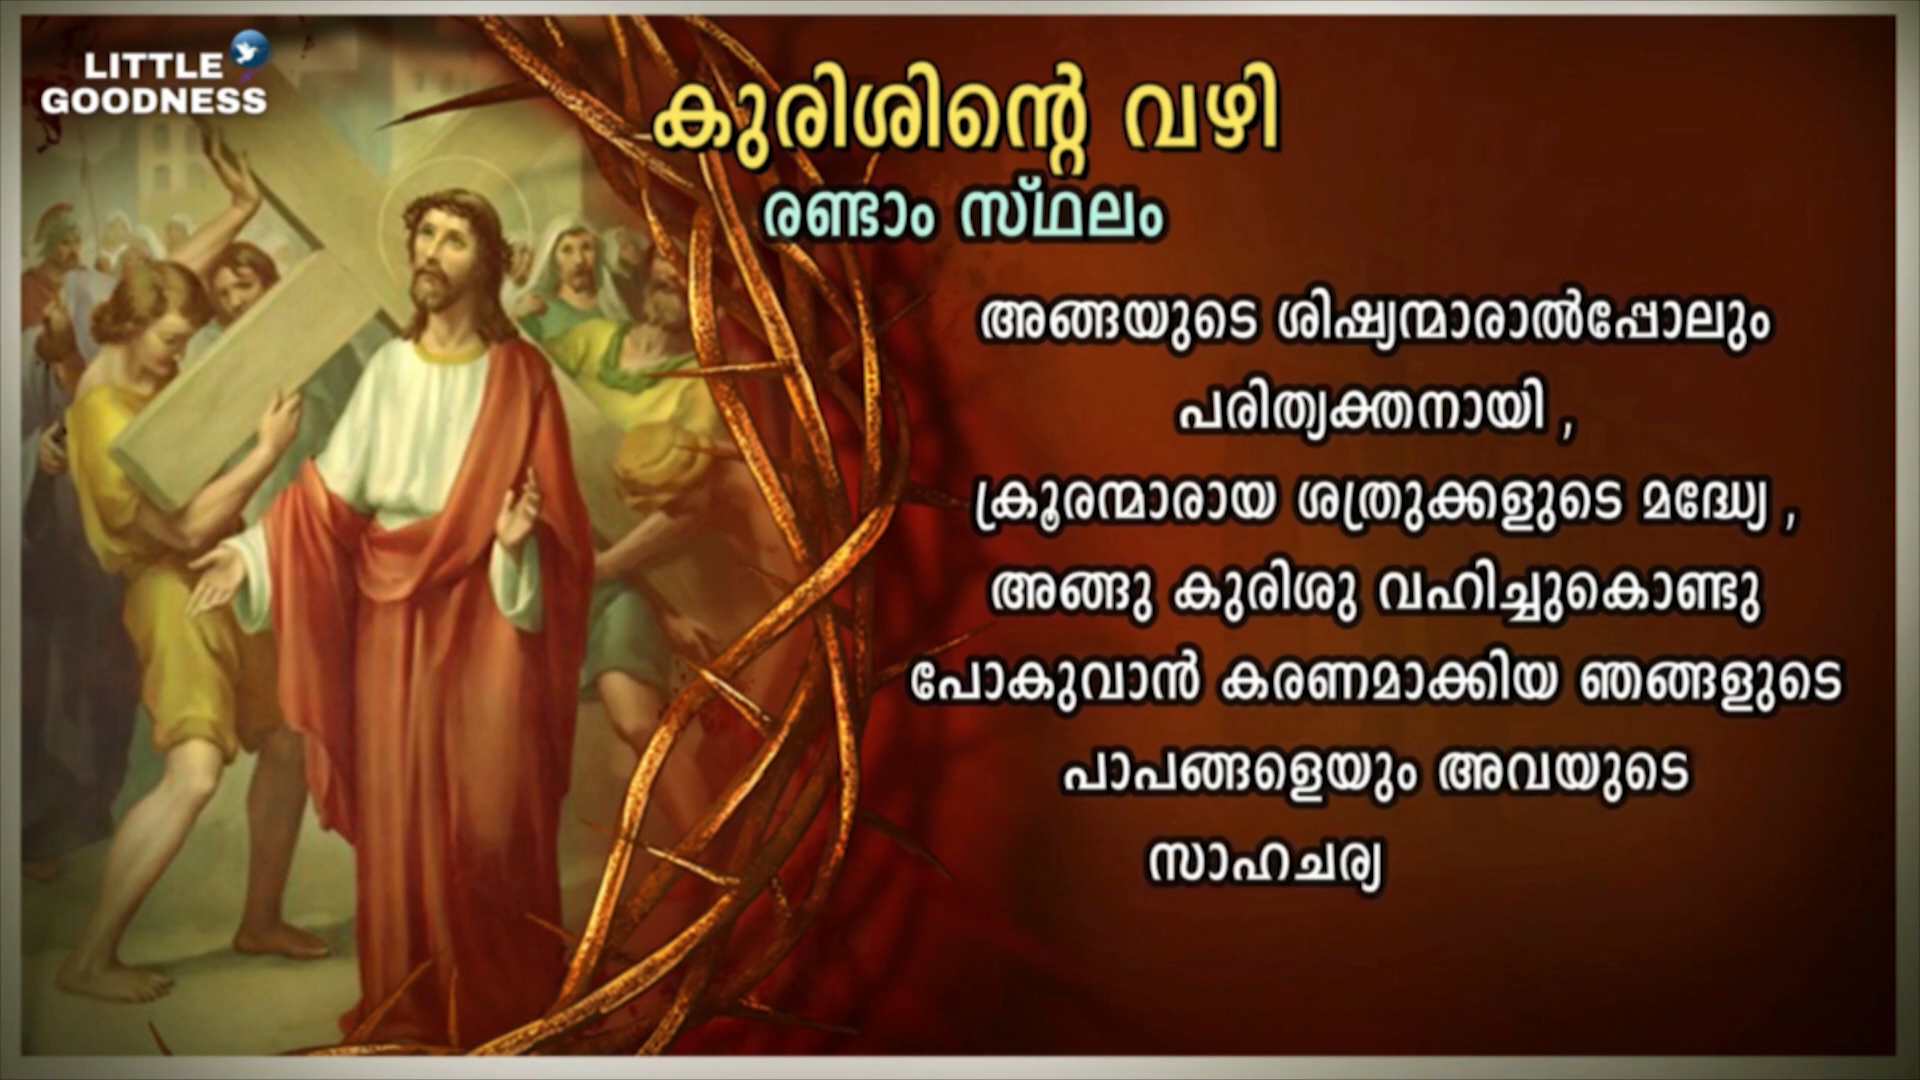 LITTLE
GOODNESS
കുരിശിന്റെ വഴി
രണ്ടാം സ്ഥലം
അങ്ങയുടെ ശിഷ്യന്മാരാൽപ്പോലും
പരിത്യക്തനായി ,
ക്രൂരന്മാരായ ശത്രുക്കളുടെ മദ്ധ്യേ ,
അങ്ങു കുരിശു വഹിച്ചുകൊണ്ടു
പോകുവാൻ കരണമാക്കിയ ഞങ്ങളുടെ
പാപങ്ങളെയും അവയുടെ
സാഹചര്യ